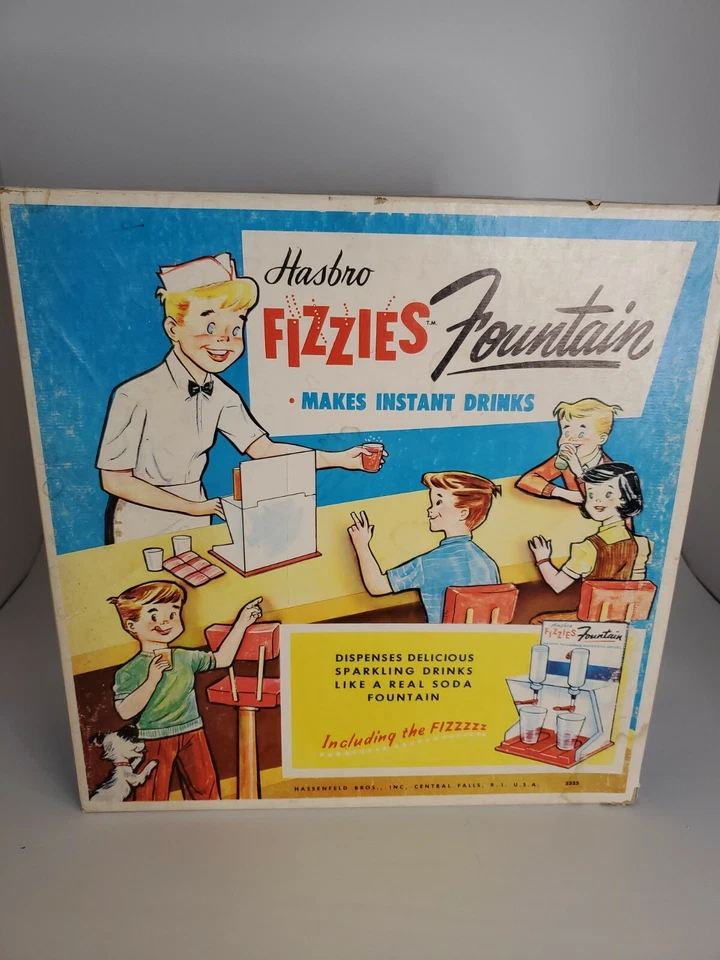 Hasbro
FIZZIES T.M. Fountain
• MAKES INSTANT DRINKS
Hasbro
FIZZIES Fountain
DISPENSES DELICIOUS
SPARKLING DRINKS
LIKE A REAL SODA
FOUNTAIN
Including the FIZZZZz
HASSENFELD BROS., INC. CENTRAL FALLS, R.I. U.S.A.